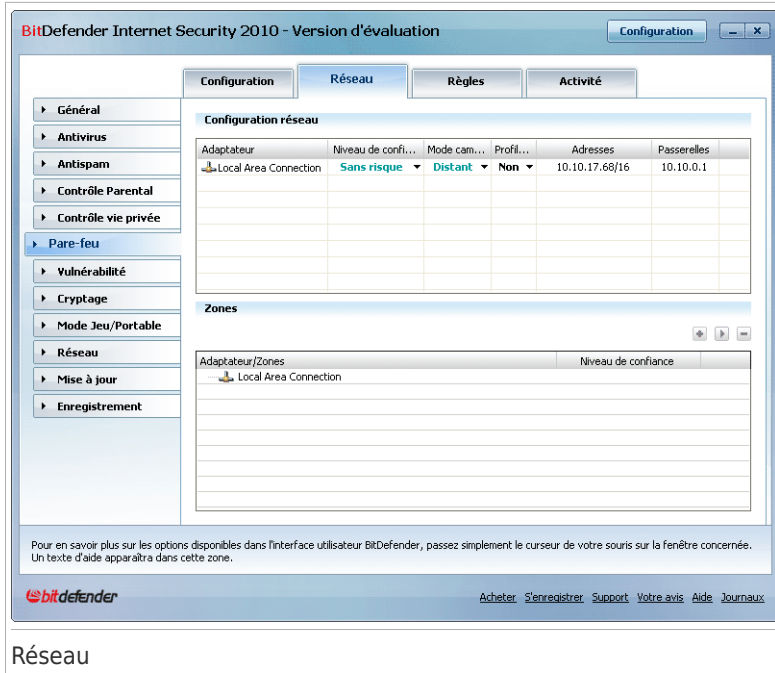 BitDefender Internet Security 2010 - Version d'évaluation
Configuration
Configuration
Réseau
Règles
Activité
Général
Antivirus
Antispam
Contrôle Parental
Contrôle vie privée
Pare-feu
Vulnérabilité
Cryptage
Mode Jeu/Portable
Réseau
Mise à jour
Enregistrement
Configuration réseau
Adaptateur Niveau de confi... Mode cam... Profil... Adresses Passerelles
Local Area Connection Sans risque Distant Non 10.10.17.68/16 10.10.0.1
Zones
Adaptateur/Zones Niveau de confiance
Local Area Connection
Pour en savoir plus sur les options disponibles dans l'interface utilisateur BitDefender, passez simplement le curseur de votre souris sur la fenêtre concernée.
Un texte d'aide apparaîtra dans cette zone.
bitdefender
Acheter S'enregistrer Support Votre avis Aide Journaux
Réseau